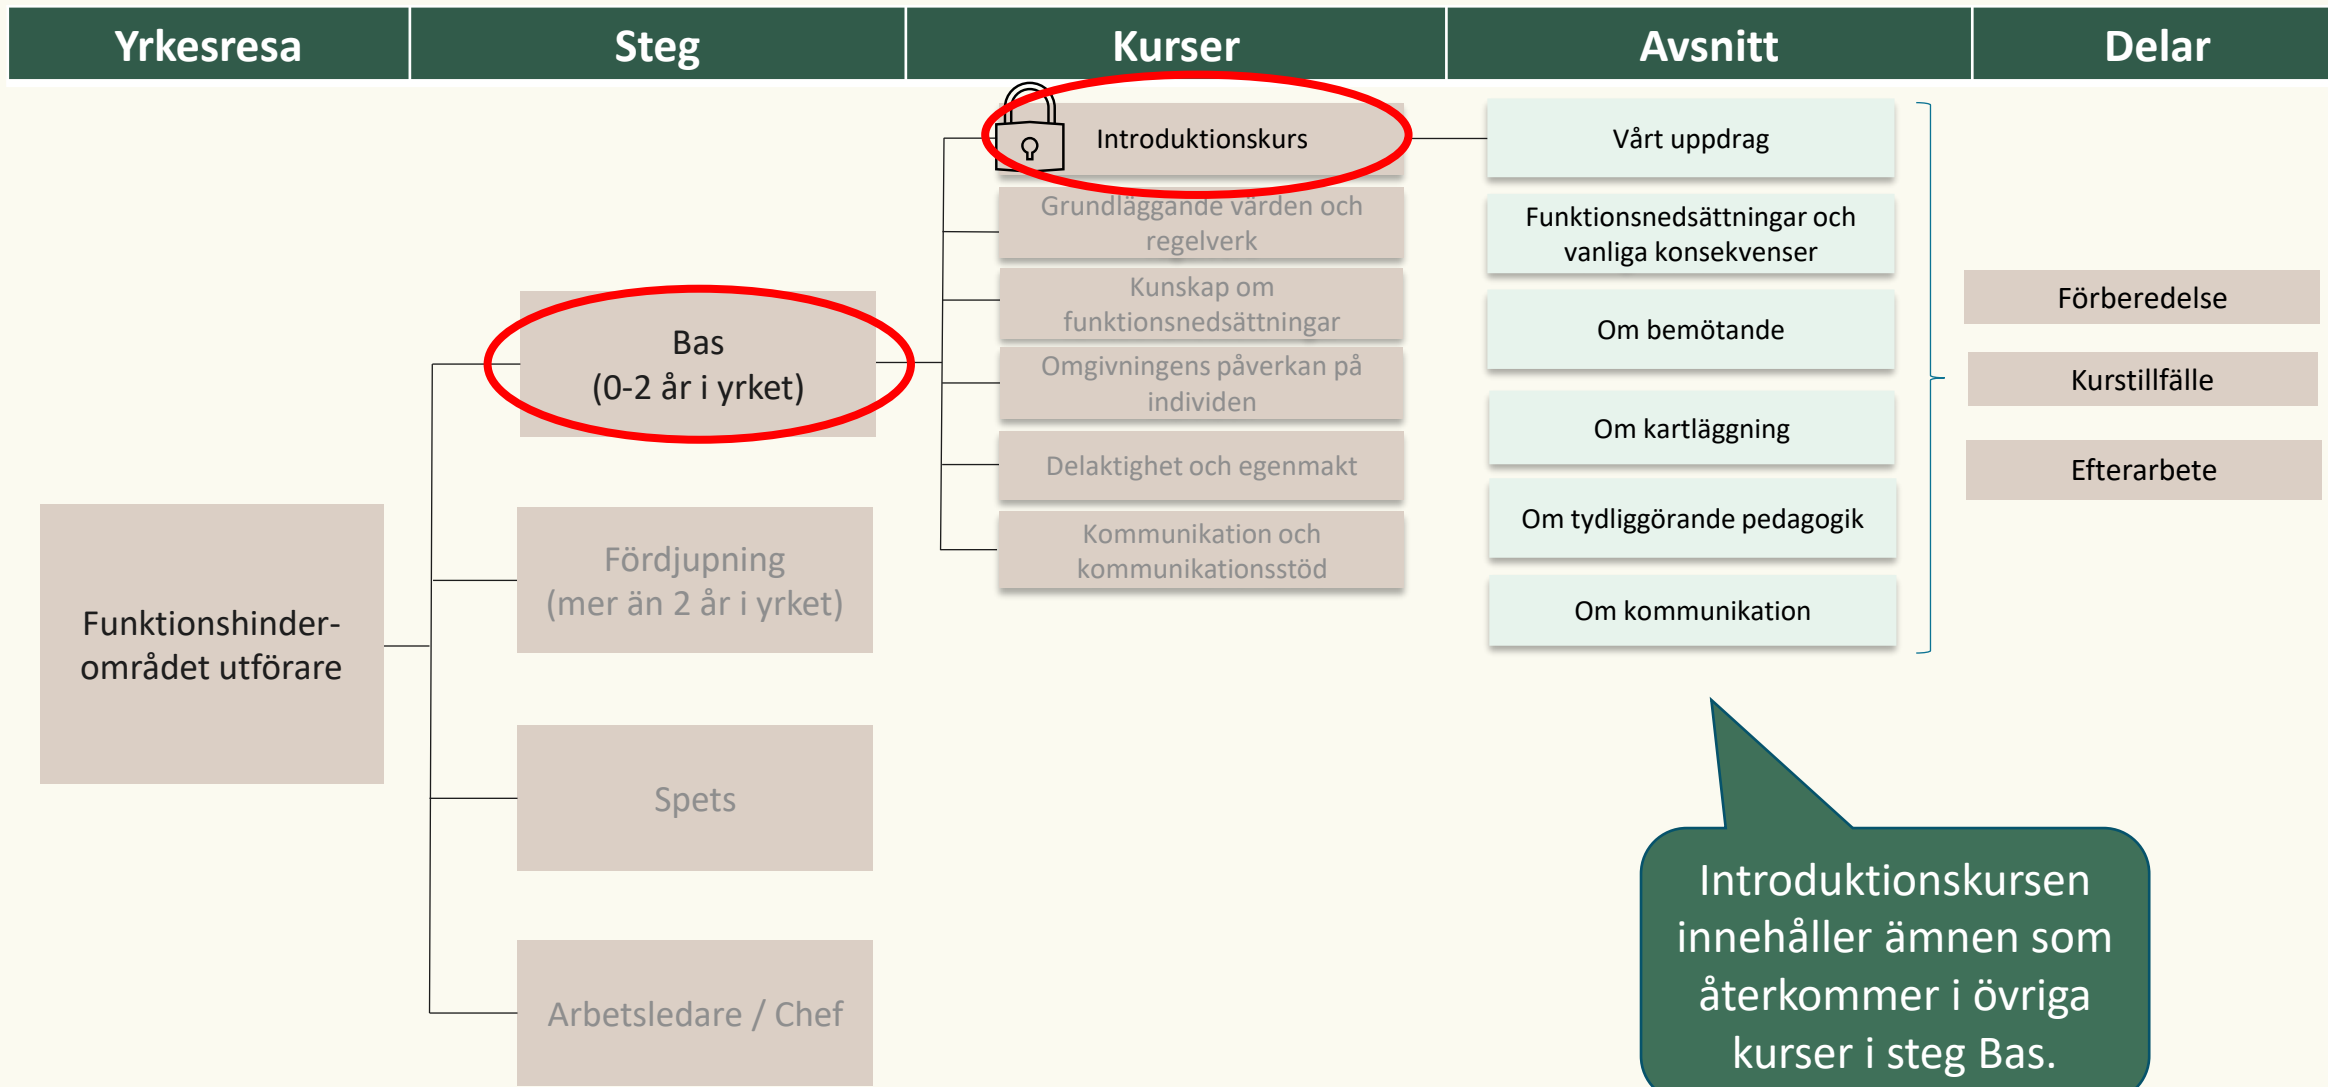 Yrkesresa
Steg
Kurser
Avsnitt
Delar
Funktionshinder-
området utförare
Bas
(0-2 år i yrket)
Fördjupning
(mer än 2 år i yrket)
Spets
Arbetsledare / Chef
Introduktionskurs
Grundläggande värden och
regelverk
Kunskap om
funktionsnedsättningar
Omgivningens påverkan på
individen
Delaktighet och egenmakt
Kommunikation och
kommunikationsstöd
Vårt uppdrag
Funktionsnedsättningar och
vanliga konsekvenser
Om bemötande
Om kartläggning
Om tydliggörande pedagogik
Om kommunikation
Förberedelse
Kurstillfälle
Efterarbete
Introduktionskursen
innehåller ämnen som
återkommer i övriga
kurser i steg Bas.